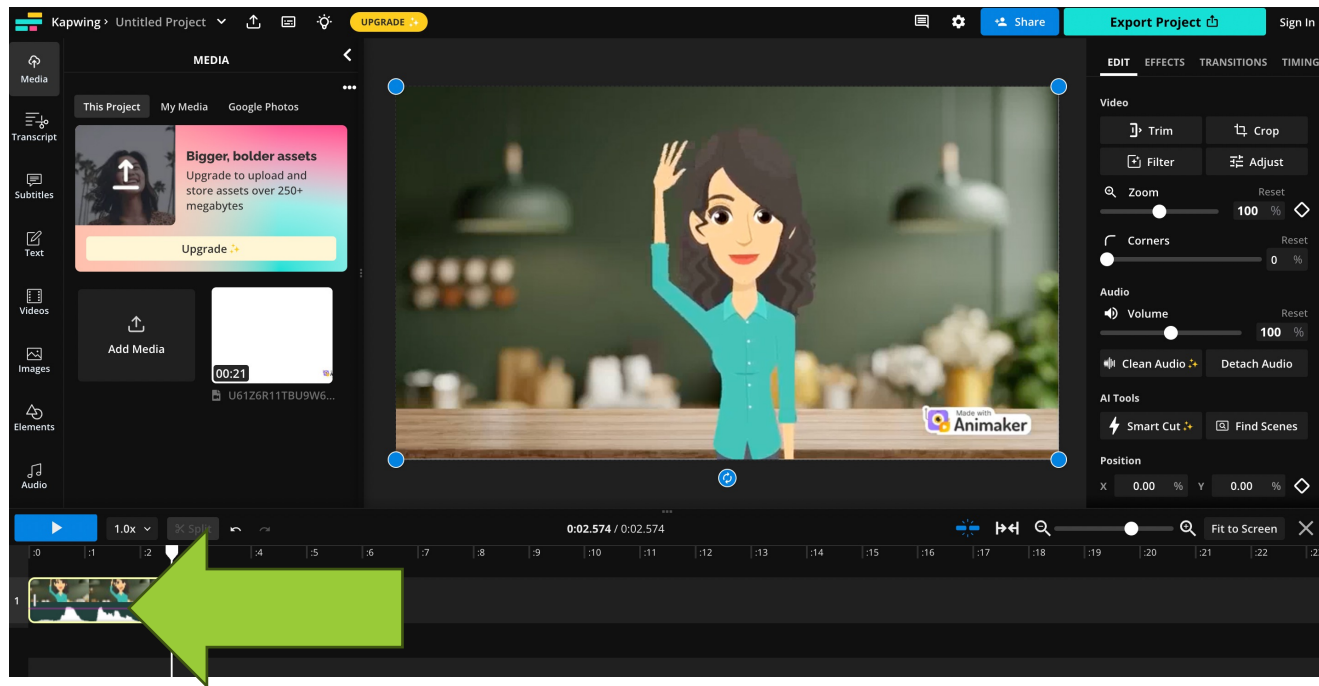 Kapwing › Untitled Project
UPGRADE
Share
Export Project
Sign In
Media
Transcript
Subtitles
Text
Videos
Images
Elements
Audio
MEDIA
This Project My Media Google Photos
Bigger, bolder assets
Upgrade to upload and
store assets over 250+
megabytes
Upgrade
Add Media
00:21
U61Z6R11TBU9W6...
Made with
Animaker
EDIT EFFECTS TRANSITIONS TIMING
Video
Trim Crop
Filter Adjust
Zoom Reset
100 %
Corners Reset
0 %
Audio
Volume Reset
100 %
Clean Audio Detach Audio
AI Tools
Smart Cut Find Scenes
Position
X 0.00 % Y 0.00 %
1.0x Split 0:02.574 / 0:02.574 Fit to Screen
:0 :1 :2 :4 :5 :6 :7 :8 :9 :10 :11 :12 :13 :14 :15 :16 :17 :18 :19 :20 :21 :22
1